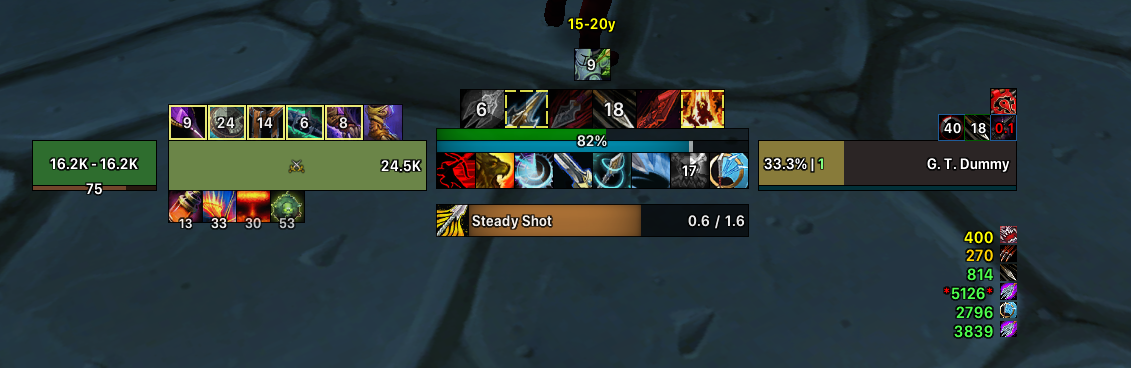 15-20y
9
9 24 14 6 8
6 18
82%
16.2K - 16.2K
75
24.5K
17
40 18 -0.1
33.3% | 1 G. T. Dummy
13 33 30 53
Steady Shot 0.6 / 1.6
400
270
814
*5126*
2796
3839